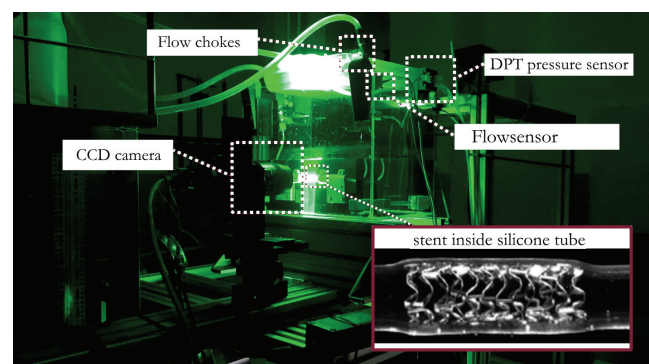 Flow chokes
DPT pressure sensor
Flowsensor
CCD camera
stent inside silicone tube